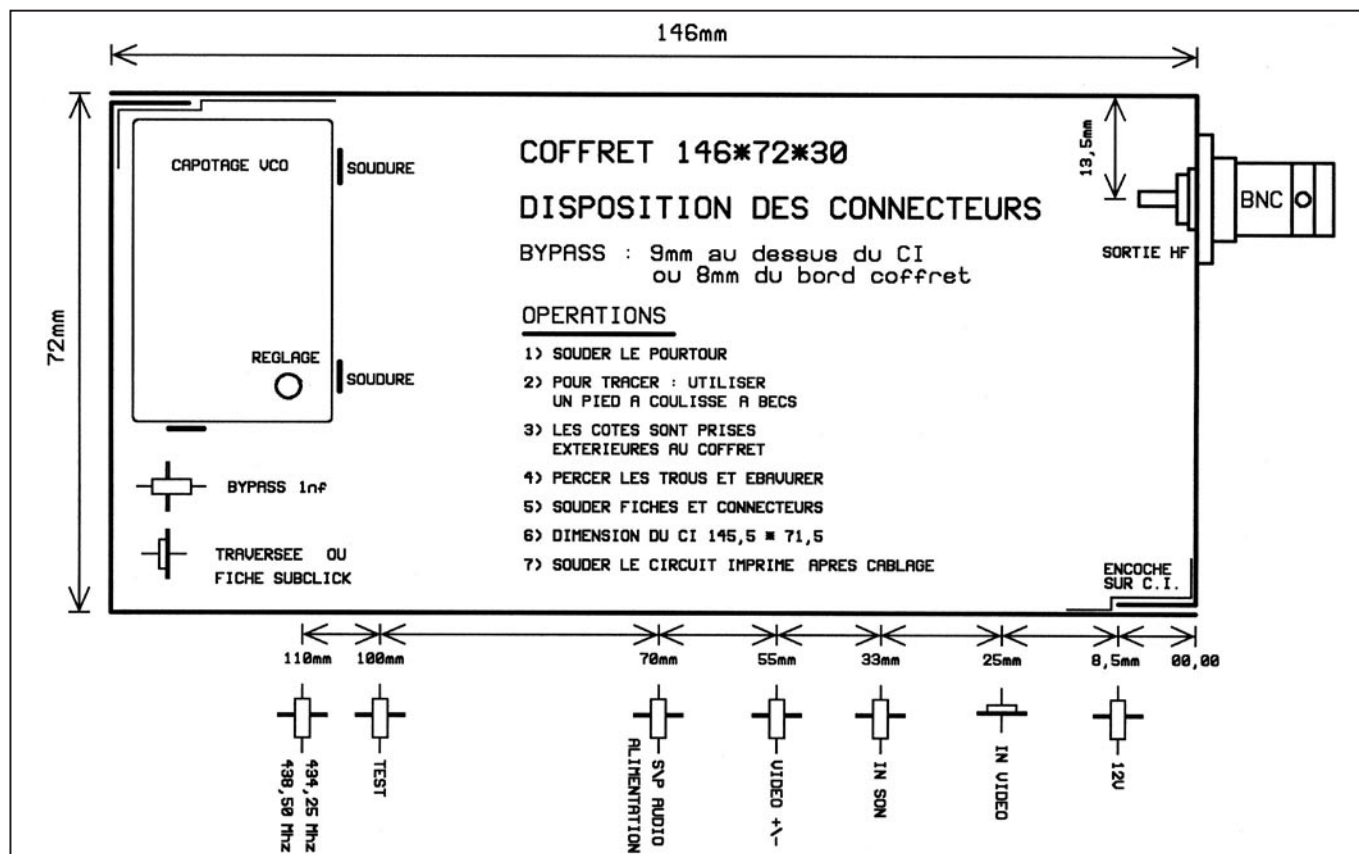 146mm
72mm
CAPOTAGE VCO
SOUDURE
REGLAGE
SOUDURE
BYPASS 1nf
TRAVERSEE OU
FICHE SUBCLICK
COFFRET 146*72*30
DISPOSITION DES CONNECTEURS
BYPASS : 9mm au dessus du CI
ou 8mm du bord coffret
OPERATIONS
1) SOUDER LE POURTOUR
2) POUR TRACER : UTILISER
UN PIED A COULISSE A BECS
3) LES COTES SONT PRISES
EXTERIEURES AU COFFRET
4) PERCER LES TROUS ET EBAVURER
5) SOUDER FICHES ET CONNECTEURS
6) DIMENSION DU CI 145,5 * 71,5
7) SOUDER LE CIRCUIT IMPRIME APRES CABLAGE
13,5mm
BNC
SORTIE HF
ENCOCHE
SUR C.I.
110mm
100mm
70mm
55mm
33mm
25mm
8,5mm
00,00
434,25 Mhz
438,50 Mhz
TEST
S\P AUDIO
ALIMENTATION
VIDEO +\-
IN SON
IN VIDEO
12V